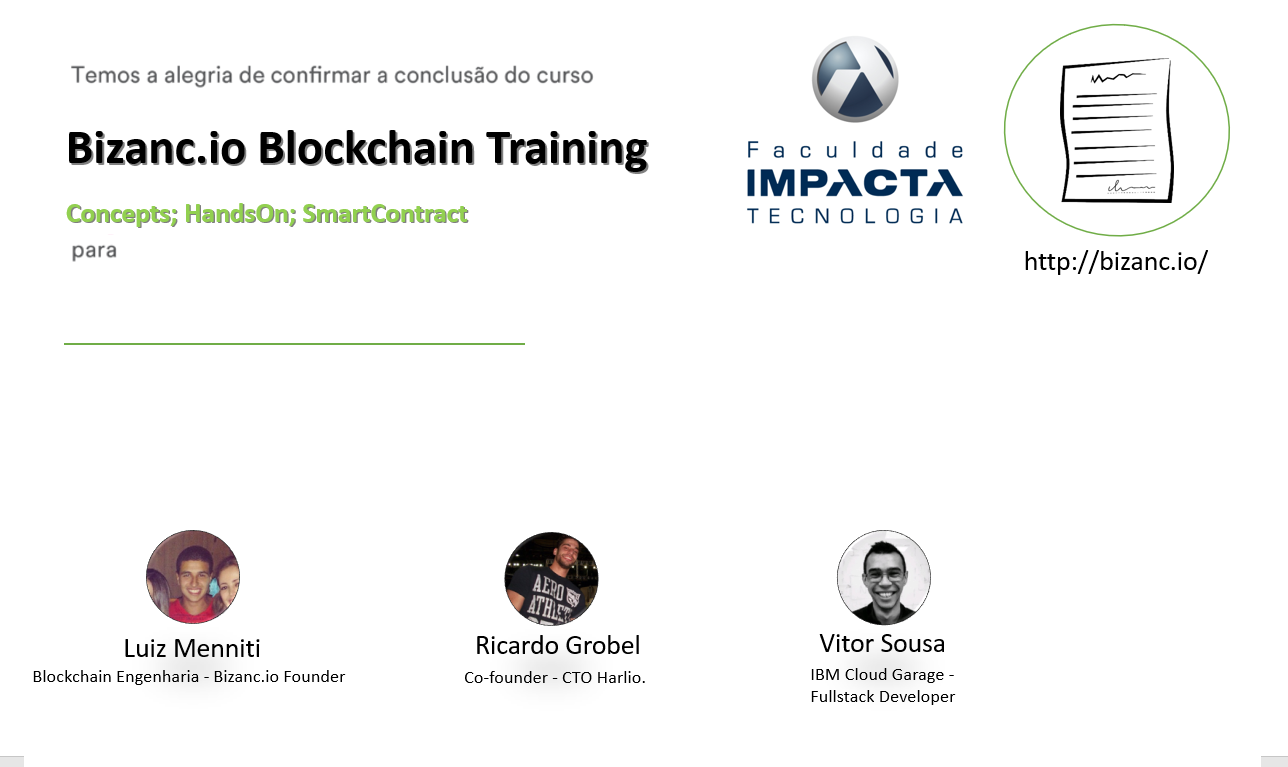 Temos a alegria de confirmar a conclusão do curso
Bizanc.io Blockchain Training
Concepts; HandsOn; SmartContract
para
Faculdade
IMPACTA
TECNOLOGIA
http://bizanc.io/
AERO
ATHLET
Luiz Menniti
Blockchain Engenharia - Bizanc.io Founder
Ricardo Grobel
Co-founder - CTO Harlio.
Vitor Sousa
IBM Cloud Garage -
Fullstack Developer